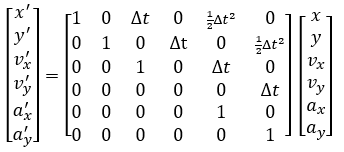 x′ 1 0 Δt 0 ½Δt² 0 x
y′ 0 1 0 Δt 0 ½Δt² y
v′ₓ = 0 0 1 0 Δt 0 vₓ
v′ᵧ 0 0 0 0 0 Δt vᵧ
a′ₓ 0 0 0 0 1 0 aₓ
a′ᵧ 0 0 0 0 0 1 aᵧ